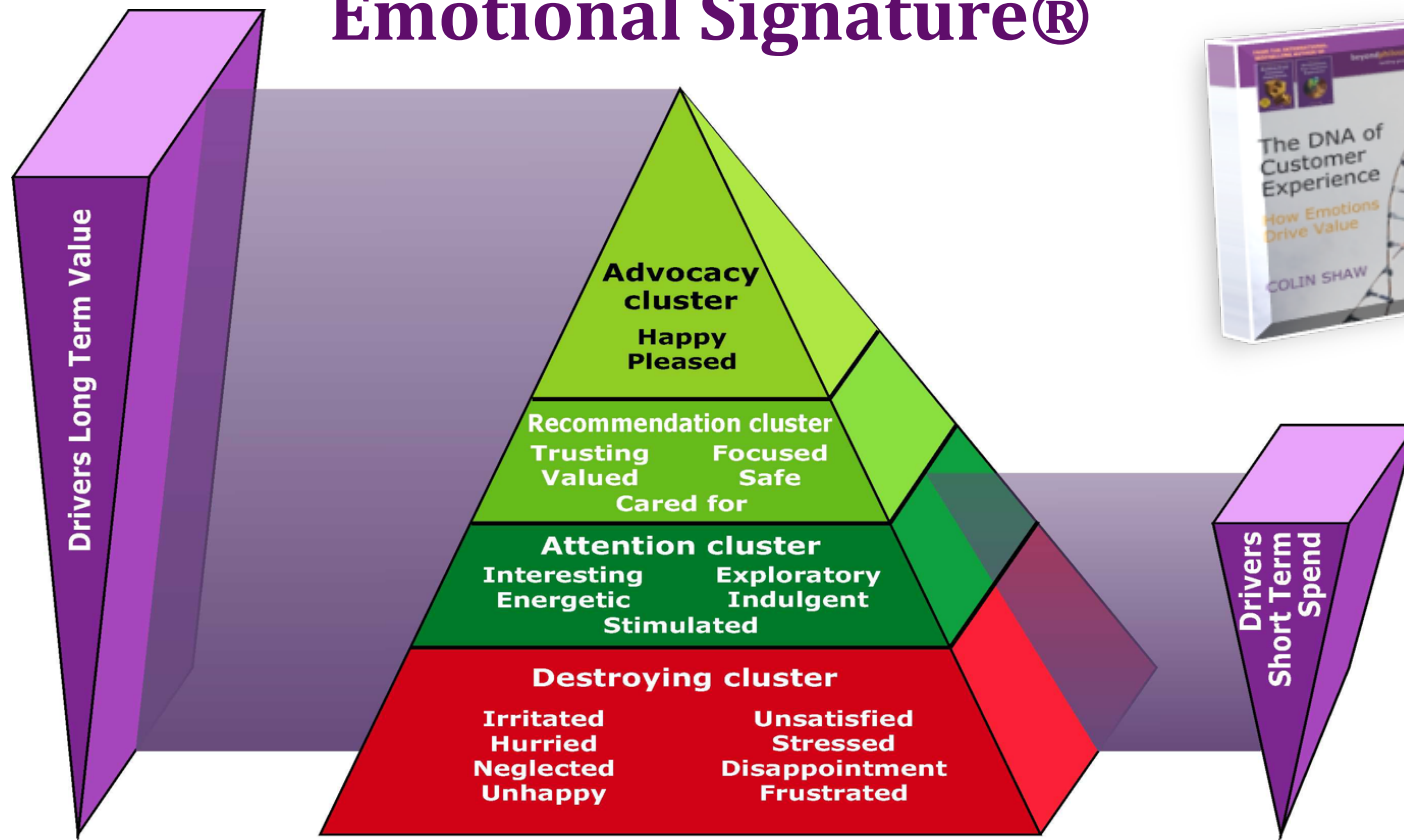 Emotional Signature®
Drivers Long Term Value
Advocacy
cluster
Happy
Pleased
Recommendation cluster
Trusting Focused
Valued Safe
Cared for
Attention cluster
Interesting Exploratory
Energetic Indulgent
Stimulated
Destroying cluster
Irritated Unsatisfied
Hurried Stressed
Neglected Disappointment
Unhappy Frustrated
Drivers
Short Term
Spend
The DNA of
Customer
Experience
How Emotions
Drive Value
COLIN SHAW